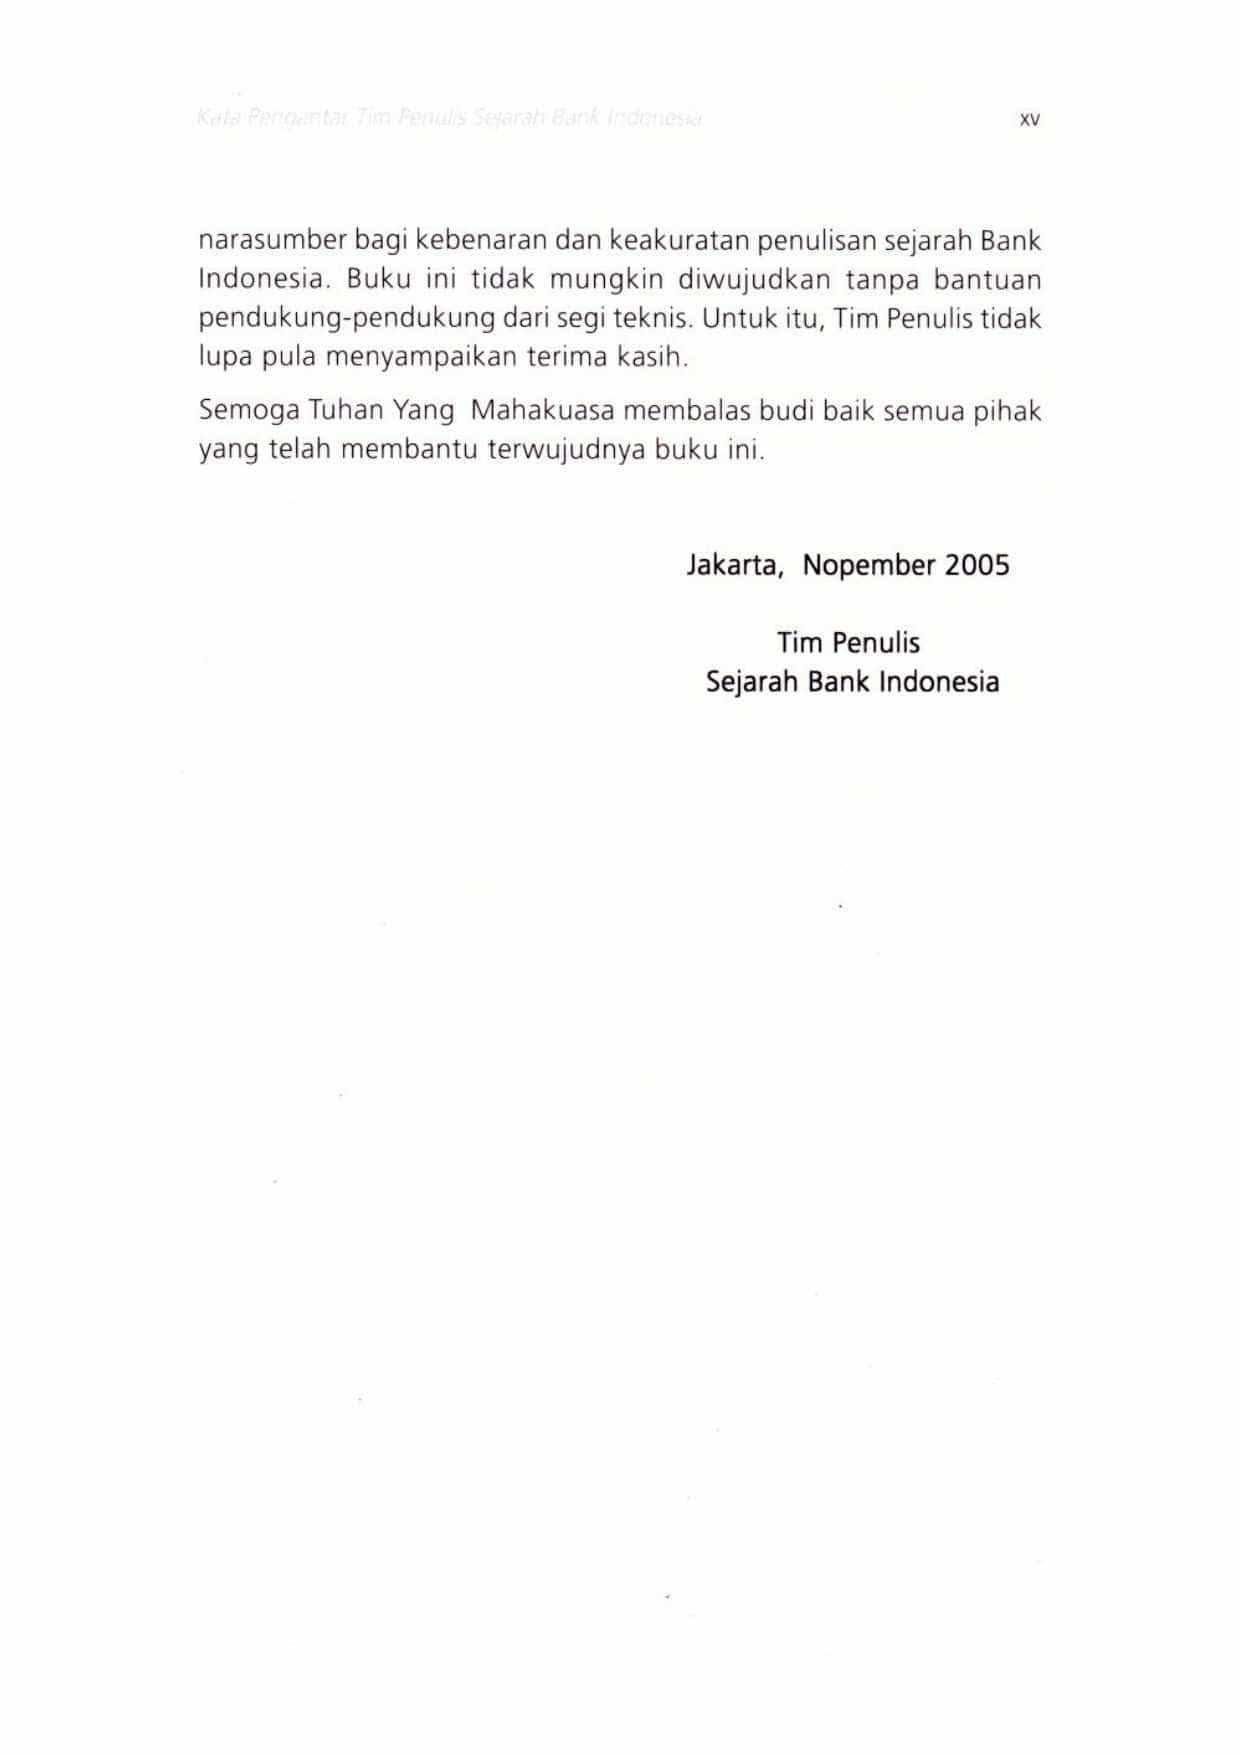 Kata Pengantar Tim Penulis Sejarah Bank Indonesia xv
narasumber bagi kebenaran dan keakuratan penulisan sejarah Bank
Indonesia. Buku ini tidak mungkin diwujudkan tanpa bantuan
pendukung-pendukung dari segi teknis. Untuk itu, Tim Penulis tidak
lupa pula menyampaikan terima kasih.
Semoga Tuhan Yang Mahakuasa membalas budi baik semua pihak
yang telah membantu terwujudnya buku ini.
Jakarta, Nopember 2005
Tim Penulis
Sejarah Bank Indonesia